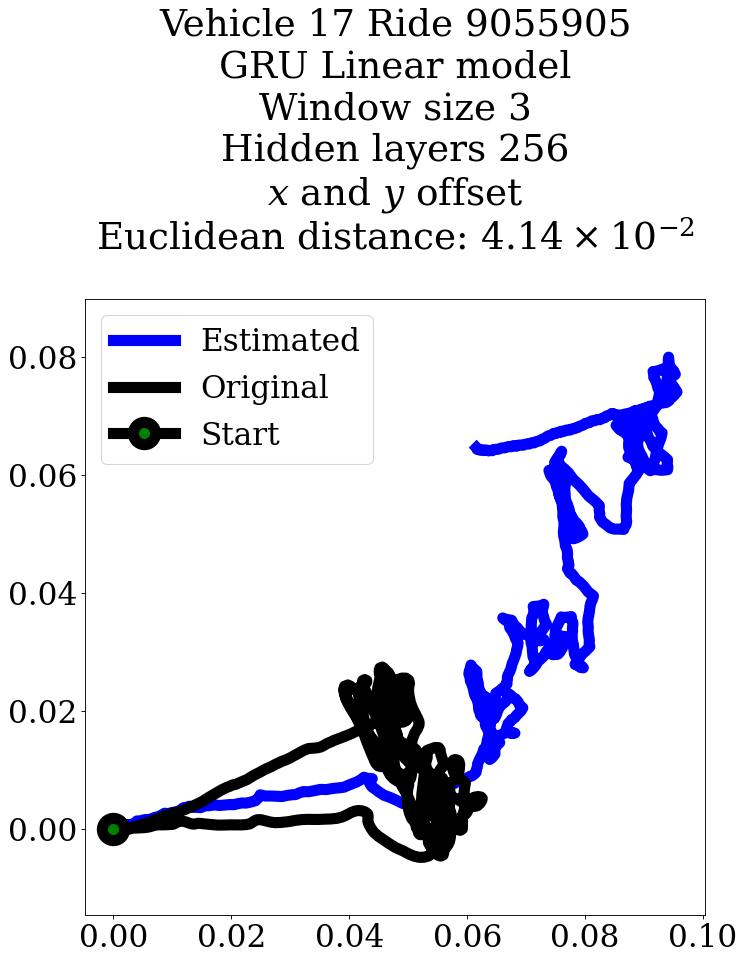 Vehicle 17 Ride 9055905
GRU Linear model
Window size 3
Hidden layers 256
x and y offset
Euclidean distance: 4.14 × 10⁻²
Estimated
Original
Start
0.08
0.06
0.04
0.02
0.00
0.00 0.02 0.04 0.06 0.08 0.10